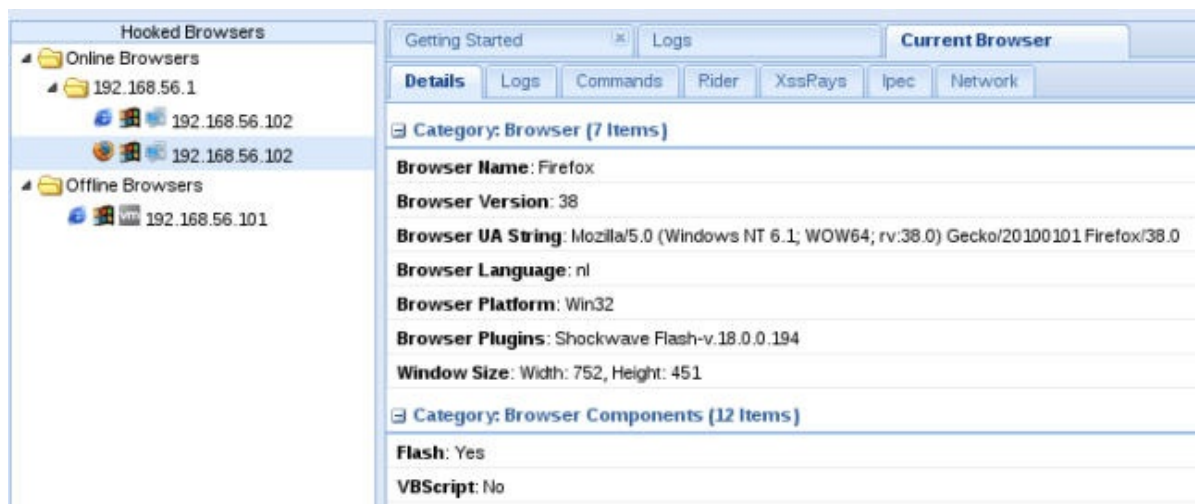 Hooked Browsers
Online Browsers
192.168.56.1
192.168.56.102
192.168.56.102
Offline Browsers
vm 192.168.56.101
Getting Started Logs Current Browser
Details Logs Commands Rider XssRays Ipec Network
Category: Browser (7 Items)
Browser Name: Firefox
Browser Version: 38
Browser UA String: Mozilla/5.0 (Windows NT 6.1; WOW64; rv:38.0) Gecko/20100101 Firefox/38.0
Browser Language: nl
Browser Platform: Win32
Browser Plugins: Shockwave Flash-v.18.0.0.194
Window Size: Width: 752, Height: 451
Category: Browser Components (12 Items)
Flash: Yes
VBScript: No